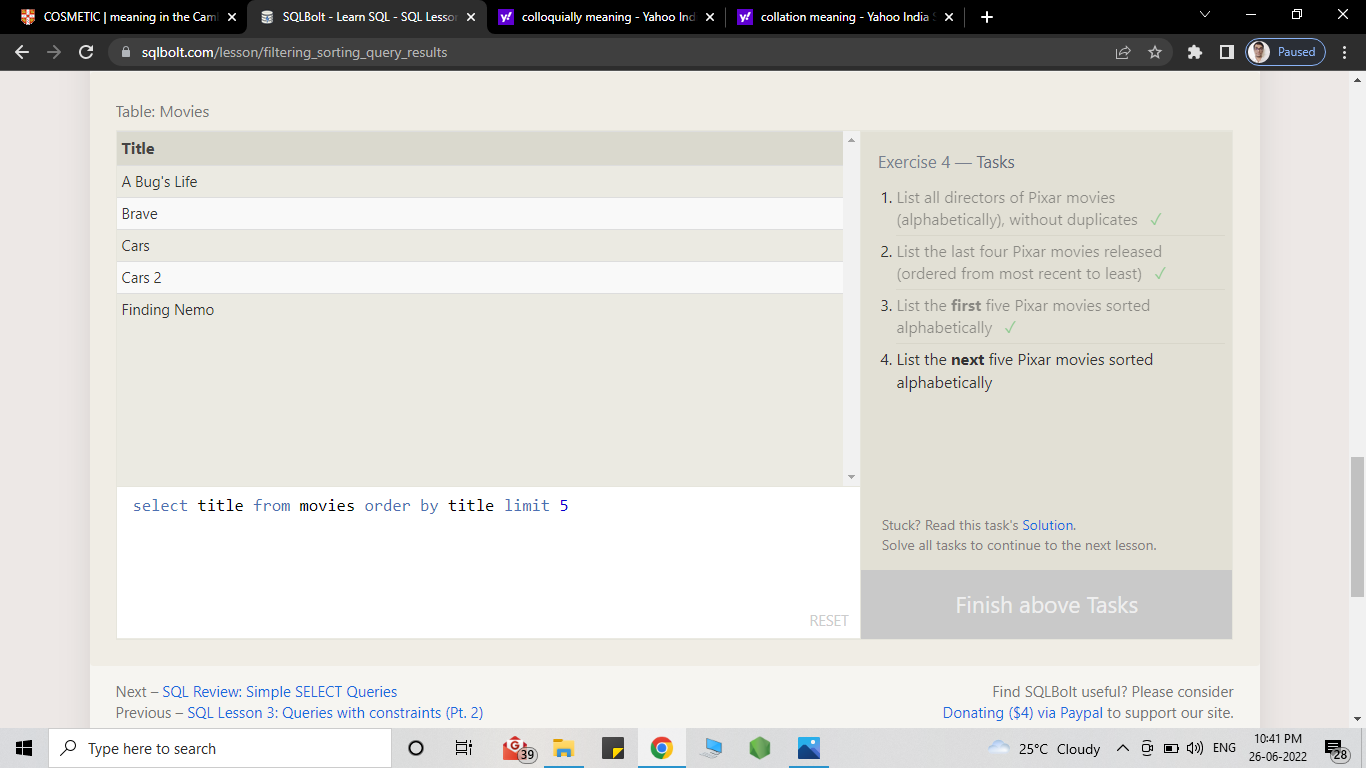 COSMETIC | meaning in the Cam
SQLBolt - Learn SQL - SQL Lesson
colloquially meaning - Yahoo Ind
collation meaning - Yahoo India S
sqlbolt.com/lesson/filtering_sorting_query_results
Paused
Table: Movies
Title
A Bug's Life
Brave
Cars
Cars 2
Finding Nemo
select title from movies order by title limit 5
RESET
Exercise 4 — Tasks
1. List all directors of Pixar movies
(alphabetically), without duplicates ✓
2. List the last four Pixar movies released
(ordered from most recent to least) ✓
3. List the first five Pixar movies sorted
alphabetically ✓
4. List the next five Pixar movies sorted
alphabetically
Stuck? Read this task's Solution.
Solve all tasks to continue to the next lesson.
Finish above Tasks
Next – SQL Review: Simple SELECT Queries
Previous – SQL Lesson 3: Queries with constraints (Pt. 2)
Find SQLBolt useful? Please consider
Donating ($4) via Paypal to support our site.
Type here to search
39
25°C Cloudy
ENG
10:41 PM
26-06-2022
28